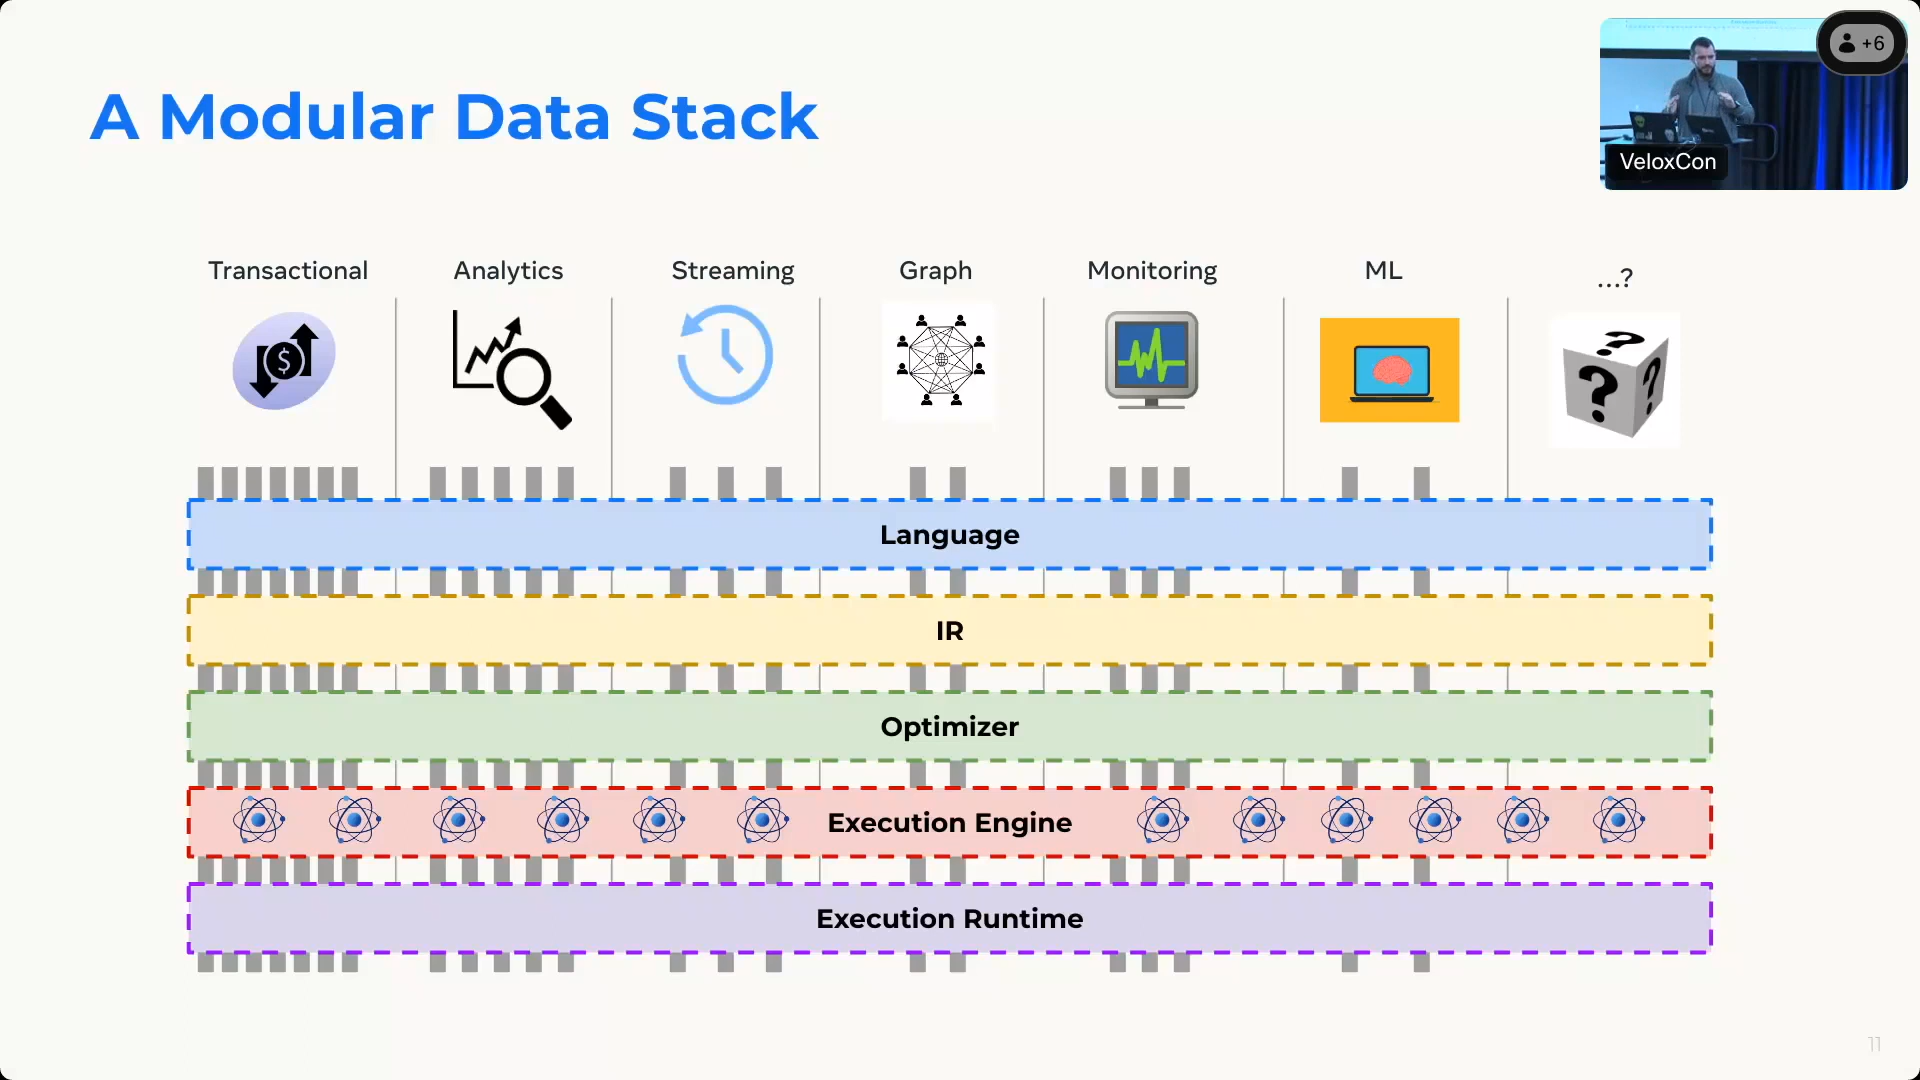 A Modular Data Stack
+6
VeloxCon
Transactional
Analytics
Streaming
Graph
Monitoring
ML
...?
$
? ? ?
Language
IR
Optimizer
Execution Engine
Execution Runtime
11